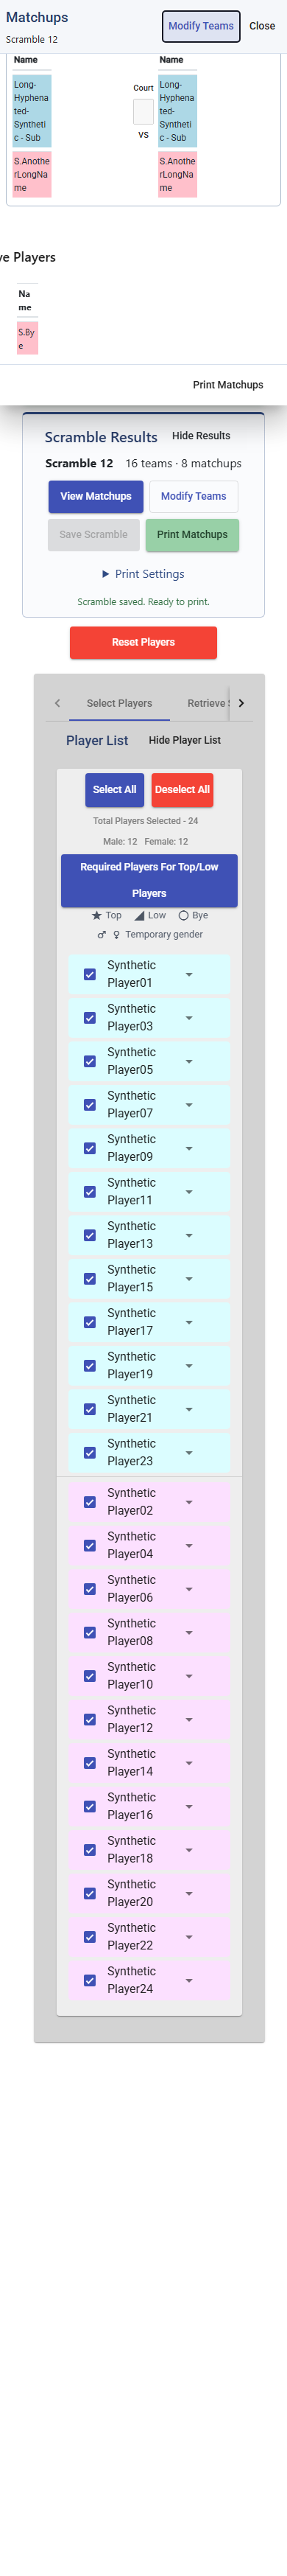 Matchups
Modify Teams
Close
Scramble 12
Name
Name
Long-
Hyphena
ted-
Syntheti
c - Sub
Court
VS
Long-
Hyphena
ted-
Syntheti
c - Sub
S.Anothe
rLongNa
me
S.Anothe
rLongNa
me
ve Players
Na
me
S.By
e
Print Matchups
Scramble Results
Hide Results
Scramble 12 16 teams · 8 matchups
View Matchups
Modify Teams
Save Scramble
Print Matchups
▶ Print Settings
Scramble saved. Ready to print.
Reset Players
Select Players
Retrieve S
Player List
Hide Player List
Select All
Deselect All
Total Players Selected - 24
Male: 12 Female: 12
Required Players For Top/Low
Players
Top Low Bye
♂ ♀ Temporary gender
Synthetic
Player01
Synthetic
Player03
Synthetic
Player05
Synthetic
Player07
Synthetic
Player09
Synthetic
Player11
Synthetic
Player13
Synthetic
Player15
Synthetic
Player17
Synthetic
Player19
Synthetic
Player21
Synthetic
Player23
Synthetic
Player02
Synthetic
Player04
Synthetic
Player06
Synthetic
Player08
Synthetic
Player10
Synthetic
Player12
Synthetic
Player14
Synthetic
Player16
Synthetic
Player18
Synthetic
Player20
Synthetic
Player22
Synthetic
Player24